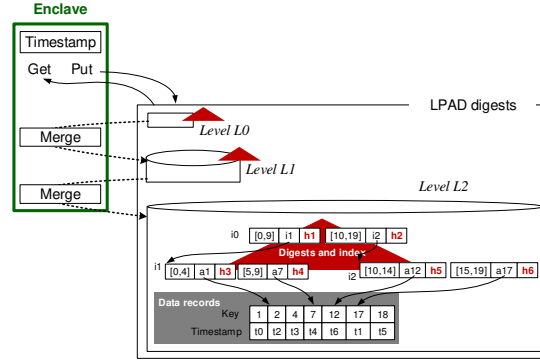 Enclave
Timestamp
Get Put
LPAD digests
Level L0
Merge
Level L1
Merge
Level L2
i0 [0,9] i1 h1 [10,19] i2 h2
Digests and index
i1 [0,4] a1 h3 [5,9] a7 h4 i2 [10,14] a12 h5 [15,19] a17 h6
Data records
Key 1 2 4 7 12 17 18
Timestamp t0 t2 t3 t4 t6 t1 t5